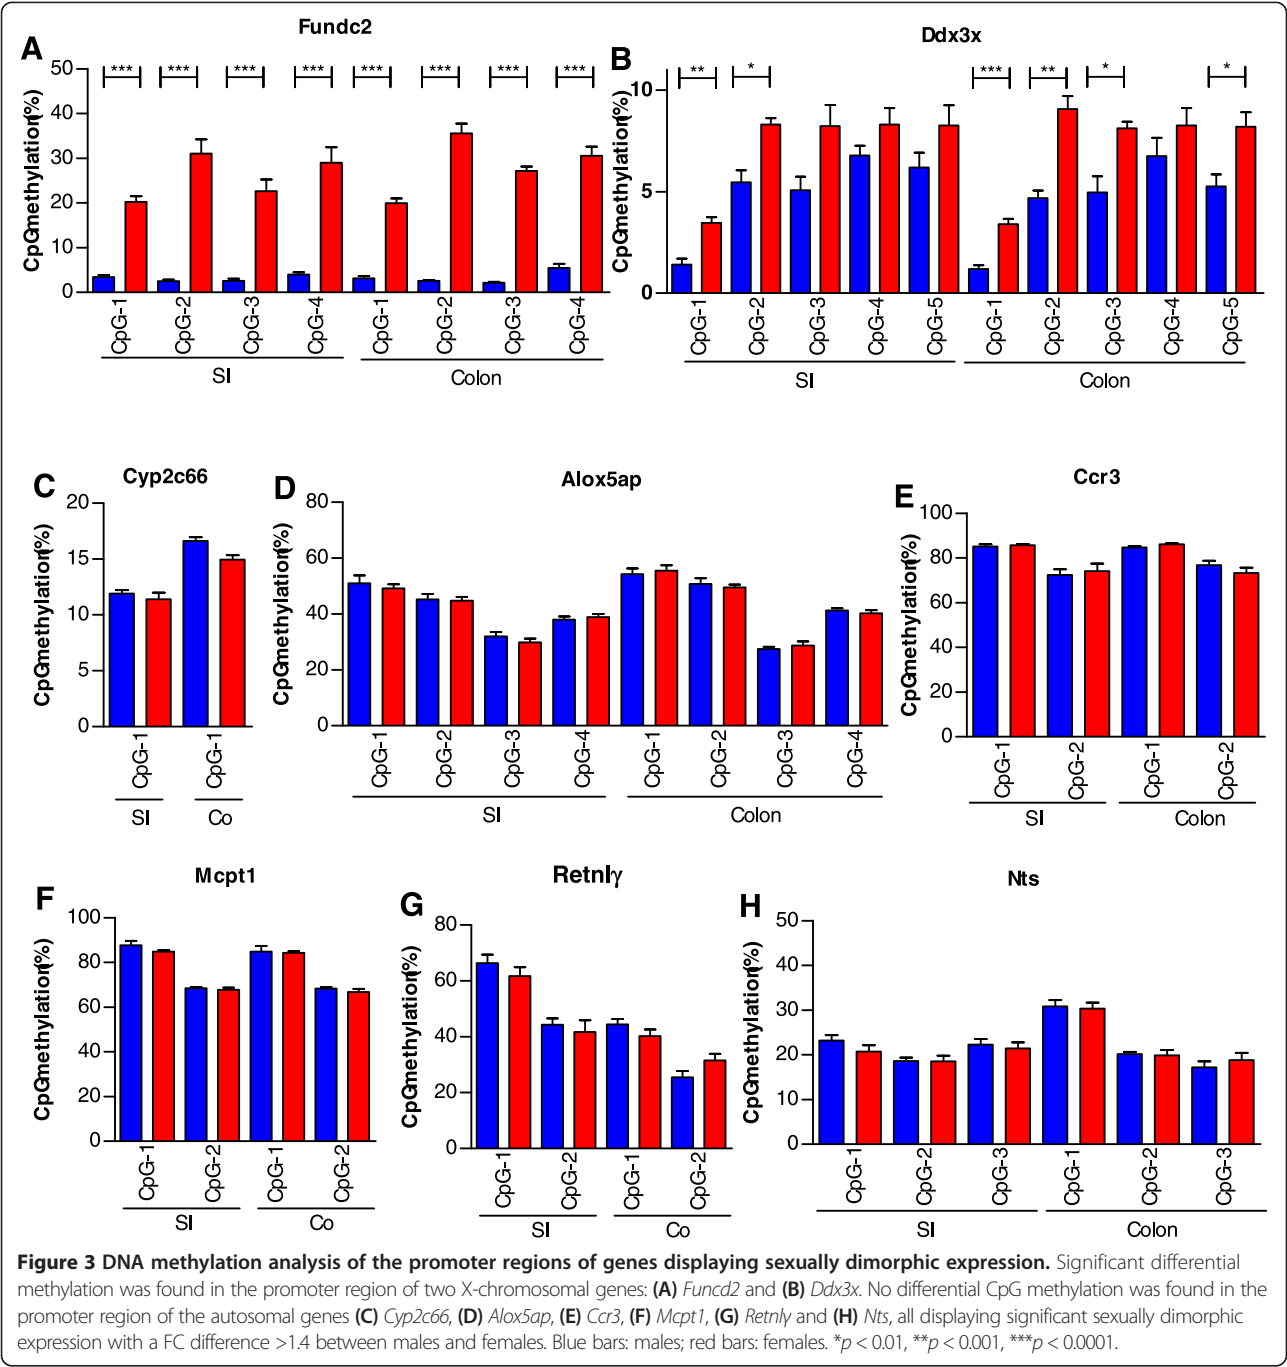 A
Fundc2
*** *** *** *** *** *** *** ***
CpG methylation(%)
50
40
30
20
10
0
CpG-1 CpG-2 CpG-3 CpG-4 CpG-1 CpG-2 CpG-3 CpG-4
SI Colon
B
Ddx3x
** * *** ** * *
CpG methylation(%)
10
5
0
CpG-1 CpG-2 CpG-3 CpG-4 CpG-5 CpG-1 CpG-2 CpG-3 CpG-4 CpG-5
SI Colon
C
Cyp2c66
CpG methylation(%)
20
15
10
5
0
CpG-1 CpG-1
SI Co
D
Alox5ap
CpG methylation(%)
80
60
40
20
0
CpG-1 CpG-2 CpG-3 CpG-4 CpG-1 CpG-2 CpG-3 CpG-4
SI Colon
E
Ccr3
CpG methylation(%)
100
80
60
40
20
0
CpG-1 CpG-2 CpG-1 CpG-2
SI Colon
F
Mcpt1
CpG methylation(%)
100
80
60
40
20
0
CpG-1 CpG-2 CpG-1 CpG-2
SI Co
G
Retnlγ
CpG methylation(%)
80
60
40
20
0
CpG-1 CpG-2 CpG-1 CpG-2
SI Co
H
Nts
CpG methylation(%)
50
40
30
20
10
0
CpG-1 CpG-2 CpG-3 CpG-1 CpG-2 CpG-3
SI Colon
Figure 3 DNA methylation analysis of the promoter regions of genes displaying sexually dimorphic expression. Significant differential
methylation was found in the promoter region of two X-chromosomal genes: (A) Funcd2 and (B) Ddx3x. No differential CpG methylation was found in the
promoter region of the autosomal genes (C) Cyp2c66, (D) Alox5ap, (E) Ccr3, (F) Mcpt1, (G) Retnlγ and (H) Nts, all displaying significant sexually dimorphic
expression with a FC difference >1.4 between males and females. Blue bars: males; red bars: females. *p < 0.01, **p < 0.001, ***p < 0.0001.